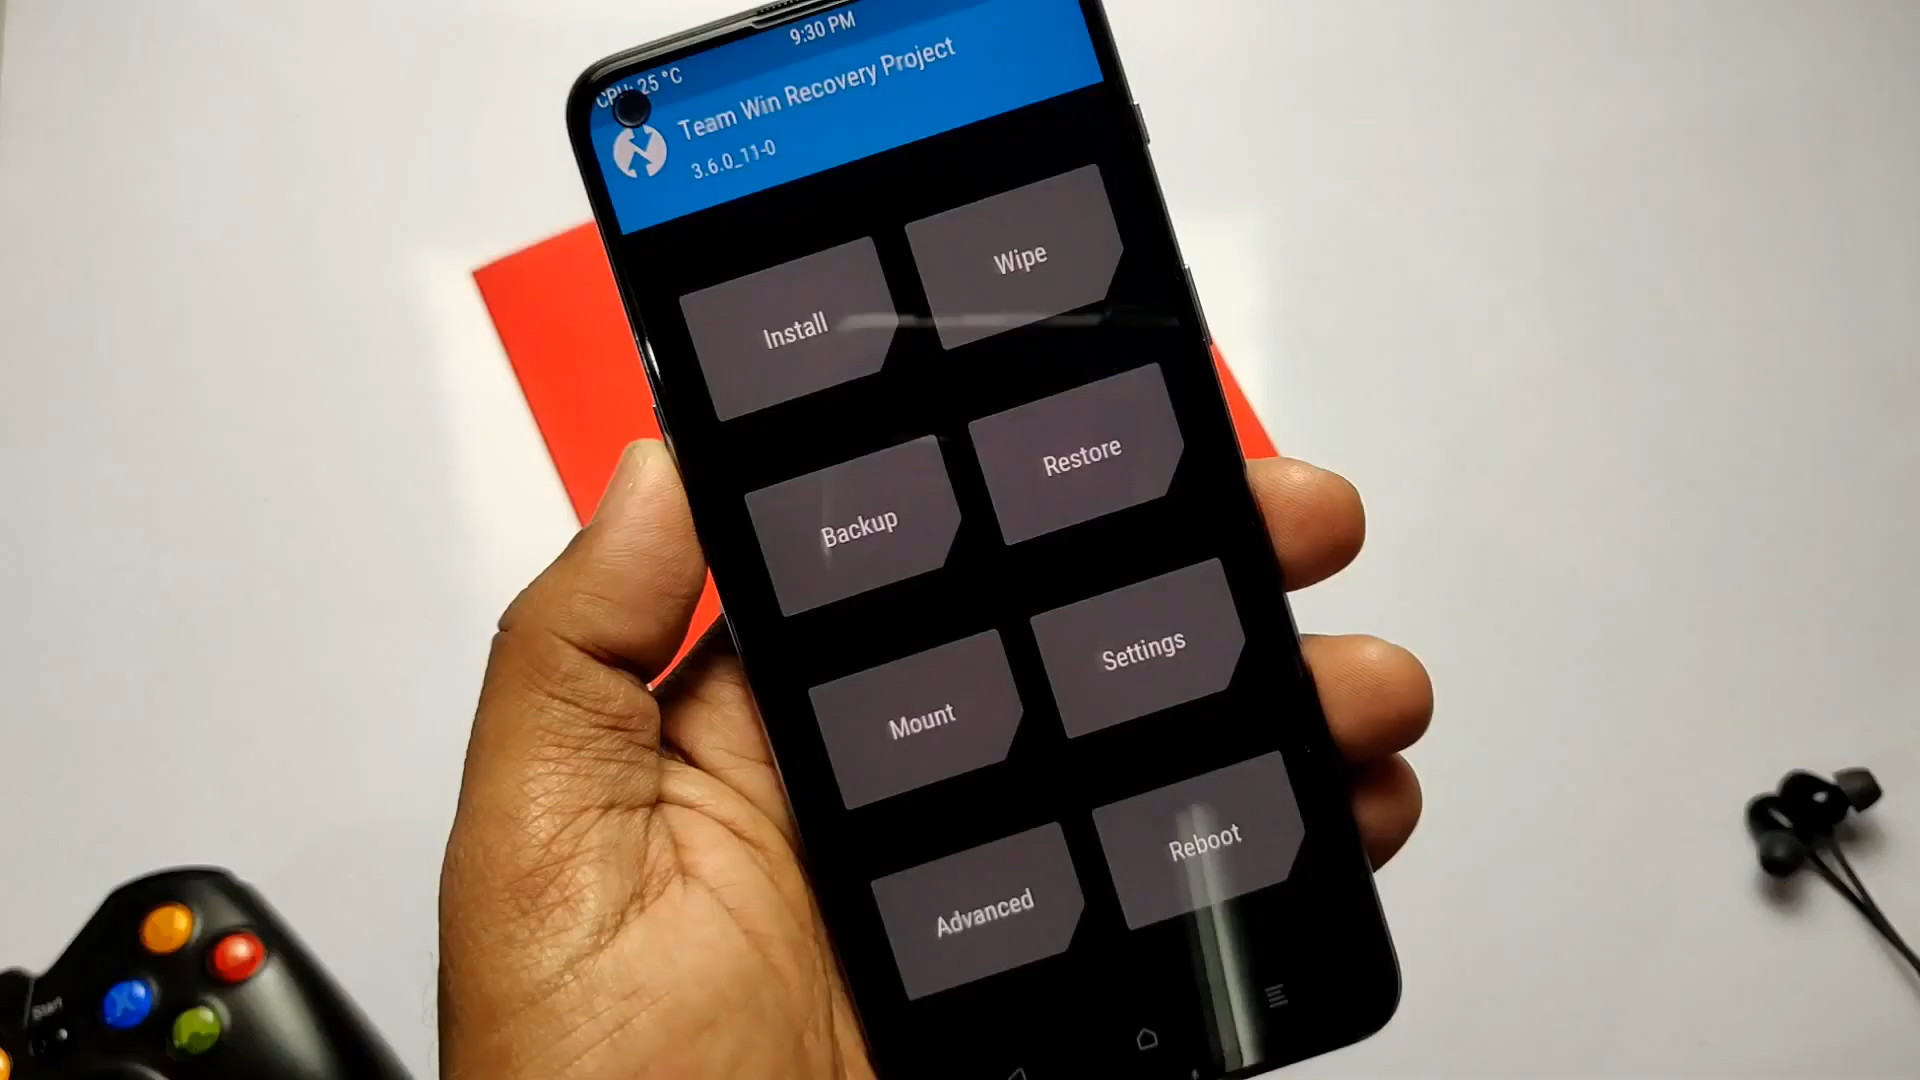 9:30 PM
CPU: 25 °C
Team Win Recovery Project
3.6.0_11-0
Install
Wipe
Backup
Restore
Mount
Settings
Advanced
Reboot
Start
X